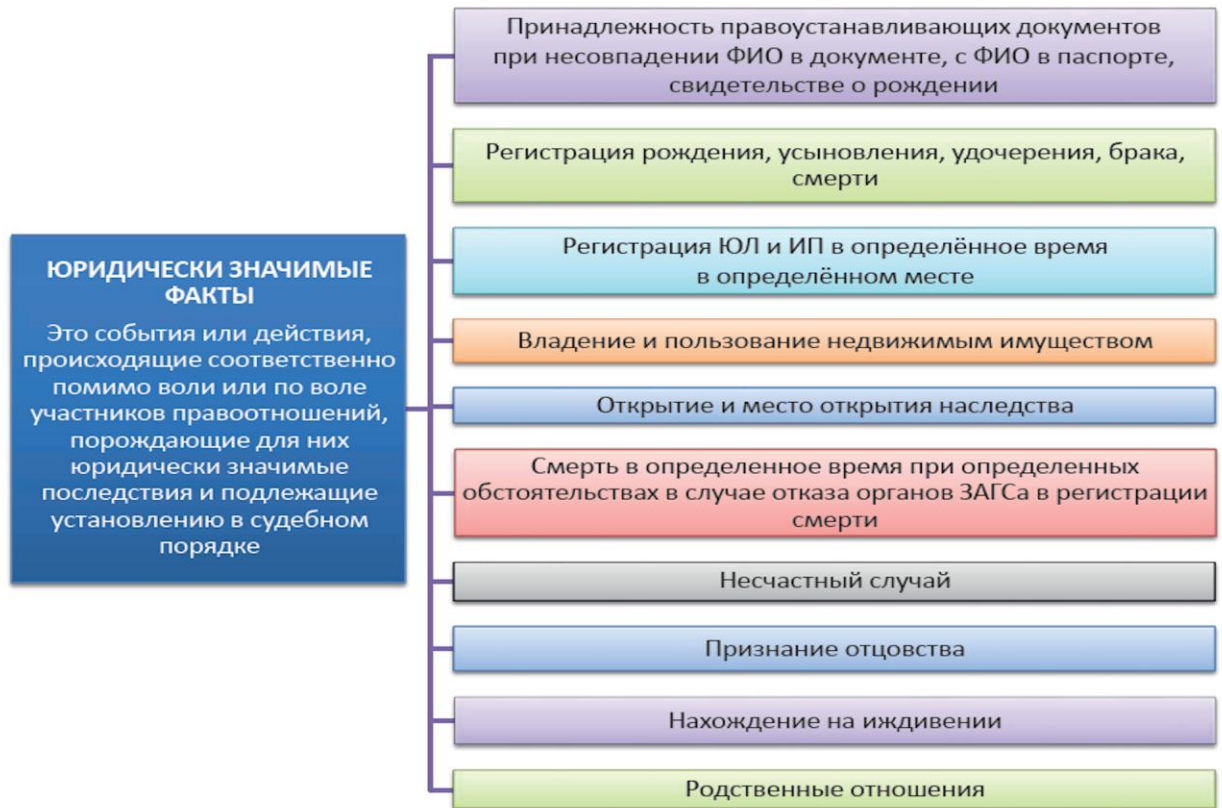 ЮРИДИЧЕСКИ ЗНАЧИМЫЕ
ФАКТЫ
Это события или действия,
происходящие соответственно
помимо воли или по воле
участников правоотношений,
порождающие для них
юридически значимые
последствия и подлежащие
установлению в судебном
порядке
Принадлежность правоустанавливающих документов
при несовпадении ФИО в документе, с ФИО в паспорте,
свидетельстве о рождении
Регистрация рождения, усыновления, удочерения, брака,
смерти
Регистрация ЮЛ и ИП в определённое время
в определённом месте
Владение и пользование недвижимым имуществом
Открытие и место открытия наследства
Смерть в определенное время при определенных
обстоятельствах в случае отказа органов ЗАГСа в регистрации
смерти
Несчастный случай
Признание отцовства
Нахождение на иждивении
Родственные отношения